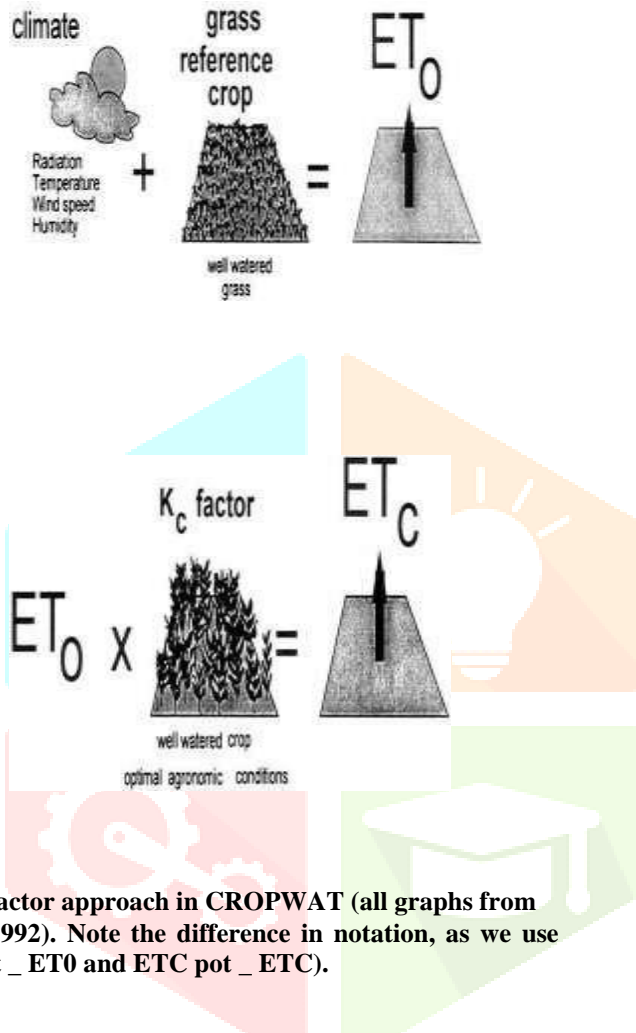 climate
Radiation
Temperature
Wind speed
Humidity
+
grass
reference
crop
well watered
grass
=
ET0
ET0
X
Kc factor
well watered crop
optimal agronomic conditions
=
ETC
actor approach in CROPWAT (all graphs from
992). Note the difference in notation, as we use
_ ET0 and ETC pot _ ETC).